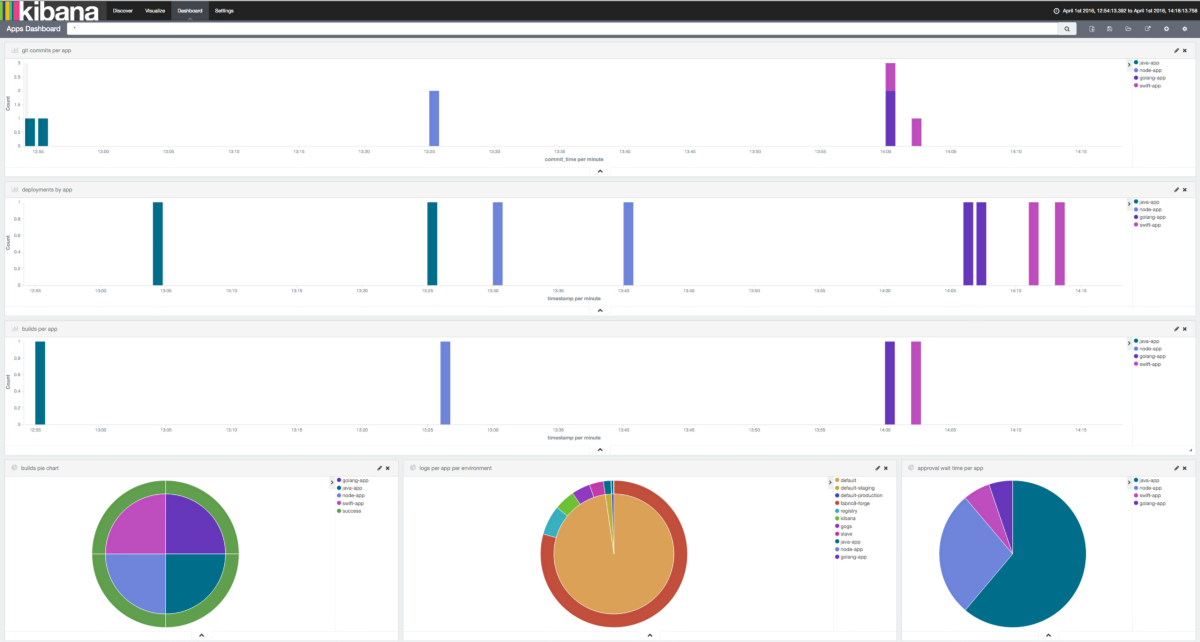 kibana Discover Visualize Dashboard Settings April 1st 2016, 12:54:13.392 to April 1st 2016, 14:18:13.758
Apps Dashboard *
git commits per app
3
2.5
2
1.5
1
0.5
0
Count
12:55 13:00 13:05 13:10 13:15 13:20 13:25 13:30 13:35 13:40 13:45 13:50 13:55 14:00 14:05 14:10 14:15
commit_time per minute
java-app
node-app
golang-app
swift-app
deployments by app
1
0.8
0.6
0.4
0.2
0
Count
12:55 13:00 13:05 13:10 13:15 13:20 13:25 13:30 13:35 13:40 13:45 13:50 13:55 14:00 14:05 14:10 14:15
timestamp per minute
java-app
node-app
golang-app
swift-app
builds per app
1
0.8
0.6
0.4
0.2
0
Count
12:55 13:00 13:05 13:10 13:15 13:20 13:25 13:30 13:35 13:40 13:45 13:50 13:55 14:00 14:05 14:10 14:15
timestamp per minute
java-app
node-app
golang-app
swift-app
builds pie chart
golang-app
java-app
node-app
swift-app
success
logs per app per environment
default
default-staging
default-production
fabric8-forge
registry
kibana
gogs
slave
java-app
node-app
golang-app
approval wait time per app
java-app
node-app
swift-app
golang-app